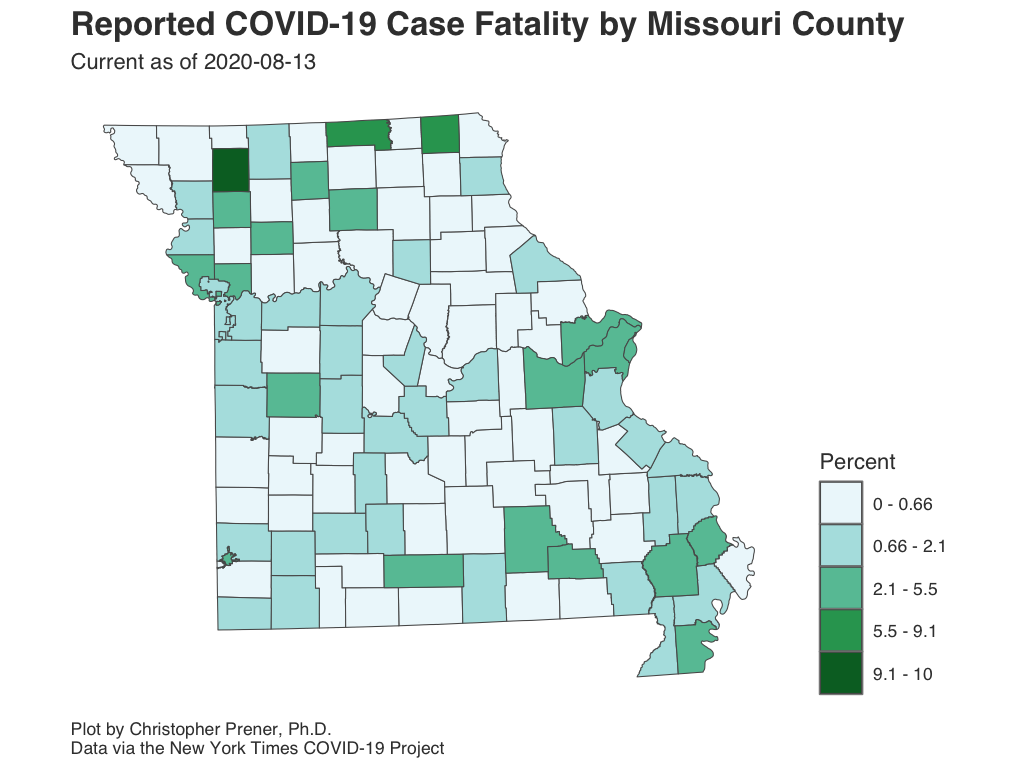 Reported COVID-19 Case Fatality by Missouri County
Current as of 2020-08-13
Percent
0 - 0.66
0.66 - 2.1
2.1 - 5.5
5.5 - 9.1
9.1 - 10
Plot by Christopher Prener, Ph.D.
Data via the New York Times COVID-19 Project